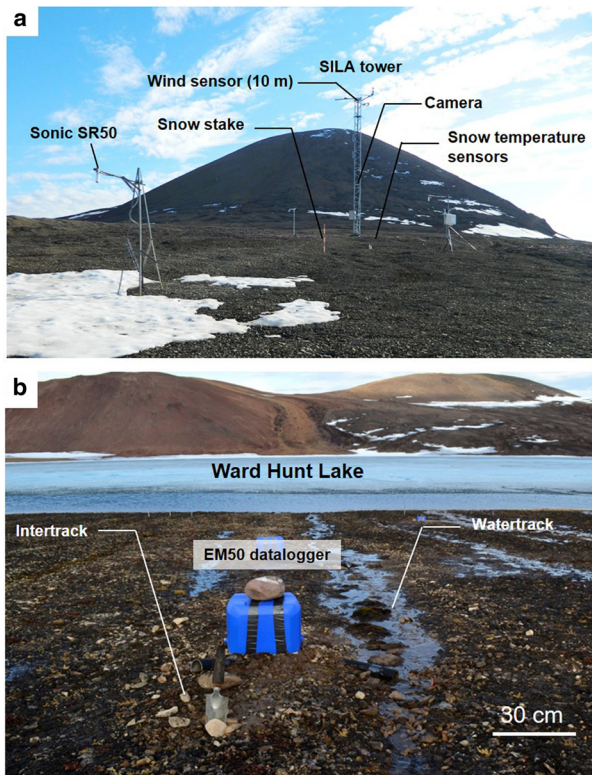 a
SILA tower
Wind sensor (10 m)
Camera
Snow stake
Snow temperature
sensors
Sonic SR50
b
Ward Hunt Lake
Intertrack
Watertrack
EM50 datalogger
30 cm